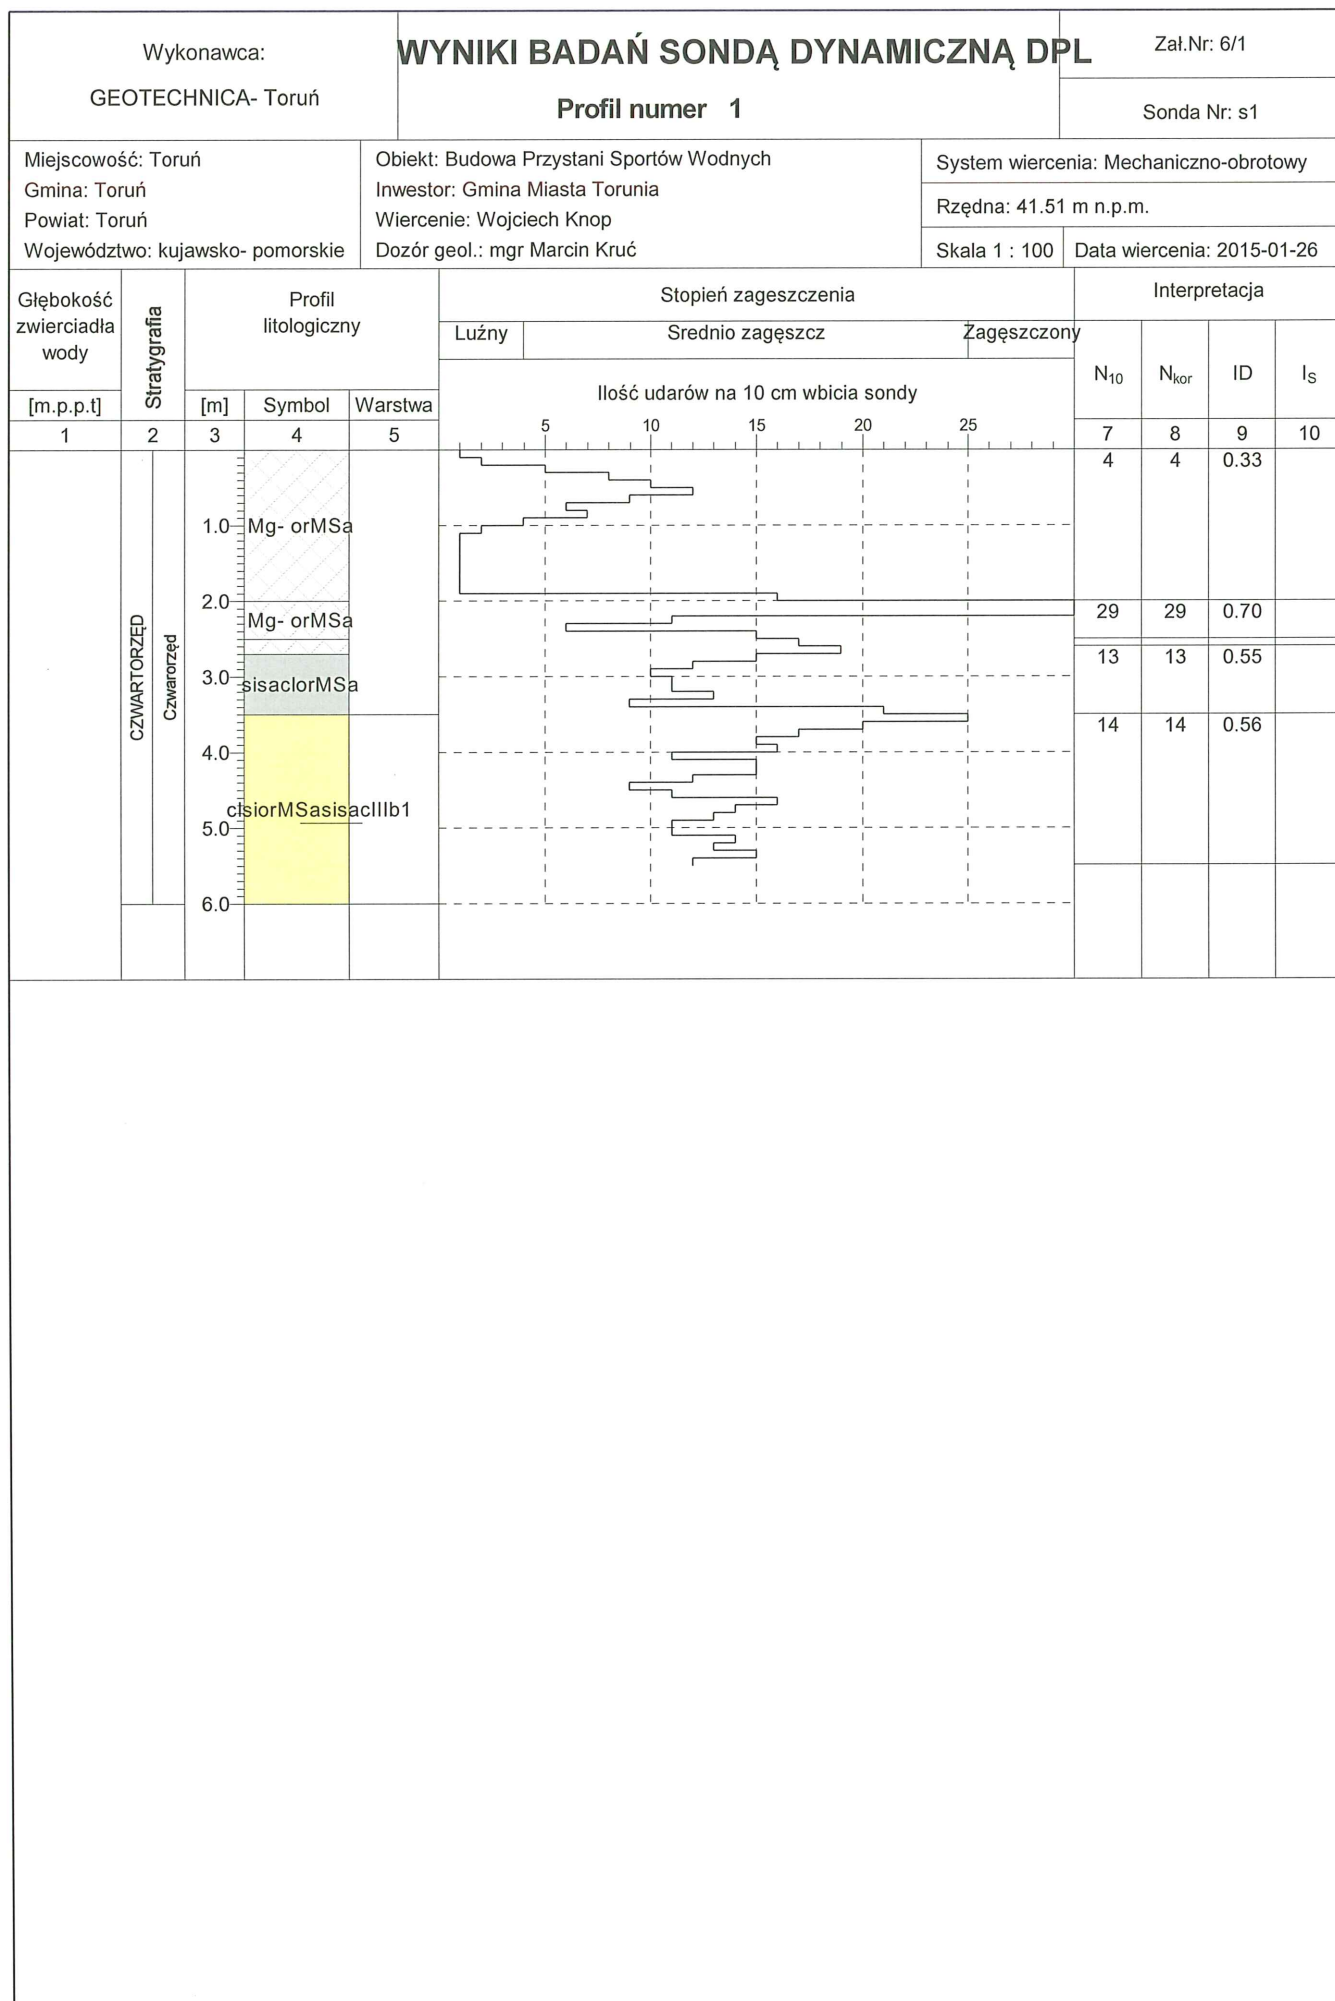 Wykonawca:
GEOTECHNICA- Toruń
WYNIKI BADAŃ SONDĄ DYNAMICZNĄ DPL
Profil numer 1
Zał.Nr: 6/1
Sonda Nr: s1
Miejscowość: Toruń
Gmina: Toruń
Powiat: Toruń
Województwo: kujawsko- pomorskie
Obiekt: Budowa Przystani Sportów Wodnych
Inwestor: Gmina Miasta Torunia
Wiercenie: Wojciech Knop
Dozór geol.: mgr Marcin Kruć
System wiercenia: Mechaniczno-obrotowy
Rzędna: 41.51 m n.p.m.
Skala 1 : 100 Data wiercenia: 2015-01-26
Głębokość
zwierciadła
wody
[m.p.p.t]
Stratygrafia
Profil
litologiczny
[m] Symbol Warstwa
Stopień zageszczenia
Luźny Srednio zagęszcz Zagęszczony
Ilość udarów na 10 cm wbicia sondy
5 10 15 20 25
Interpretacja
N10 Nkor ID IS
1 2 3 4 5 7 8 9 10
CZWARTORZĘD
Czwarorzęd
1.0
2.0
3.0
4.0
5.0
6.0
Mg- orMSa
Mg- orMSa
sisaclorMSa
clsiorMSasisaclIIb1
4 4 0.33
29 29 0.70
13 13 0.55
14 14 0.56